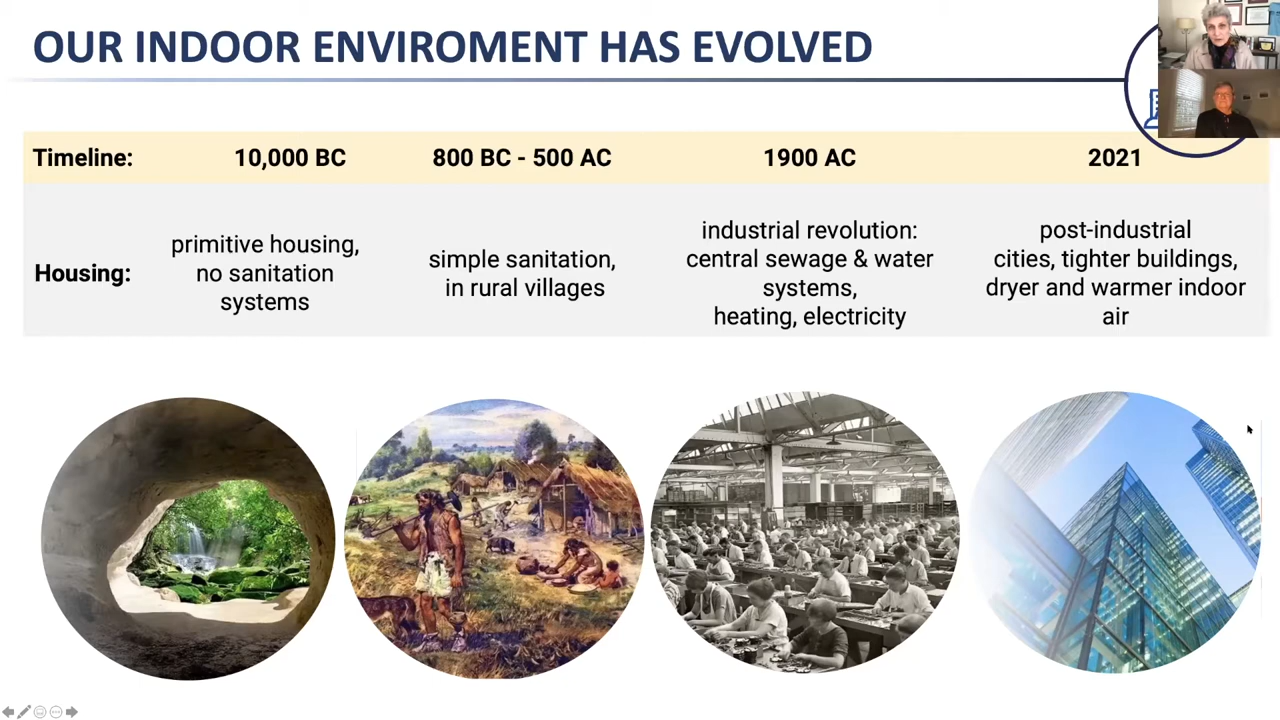 OUR INDOOR ENVIROMENT HAS EVOLVED
Timeline:
10,000 BC
800 BC - 500 AC
1900 AC
2021
Housing:
primitive housing,
no sanitation
systems
simple sanitation,
in rural villages
industrial revolution:
central sewage & water
systems,
heating, electricity
post-industrial
cities, tighter buildings,
dryer and warmer indoor
air